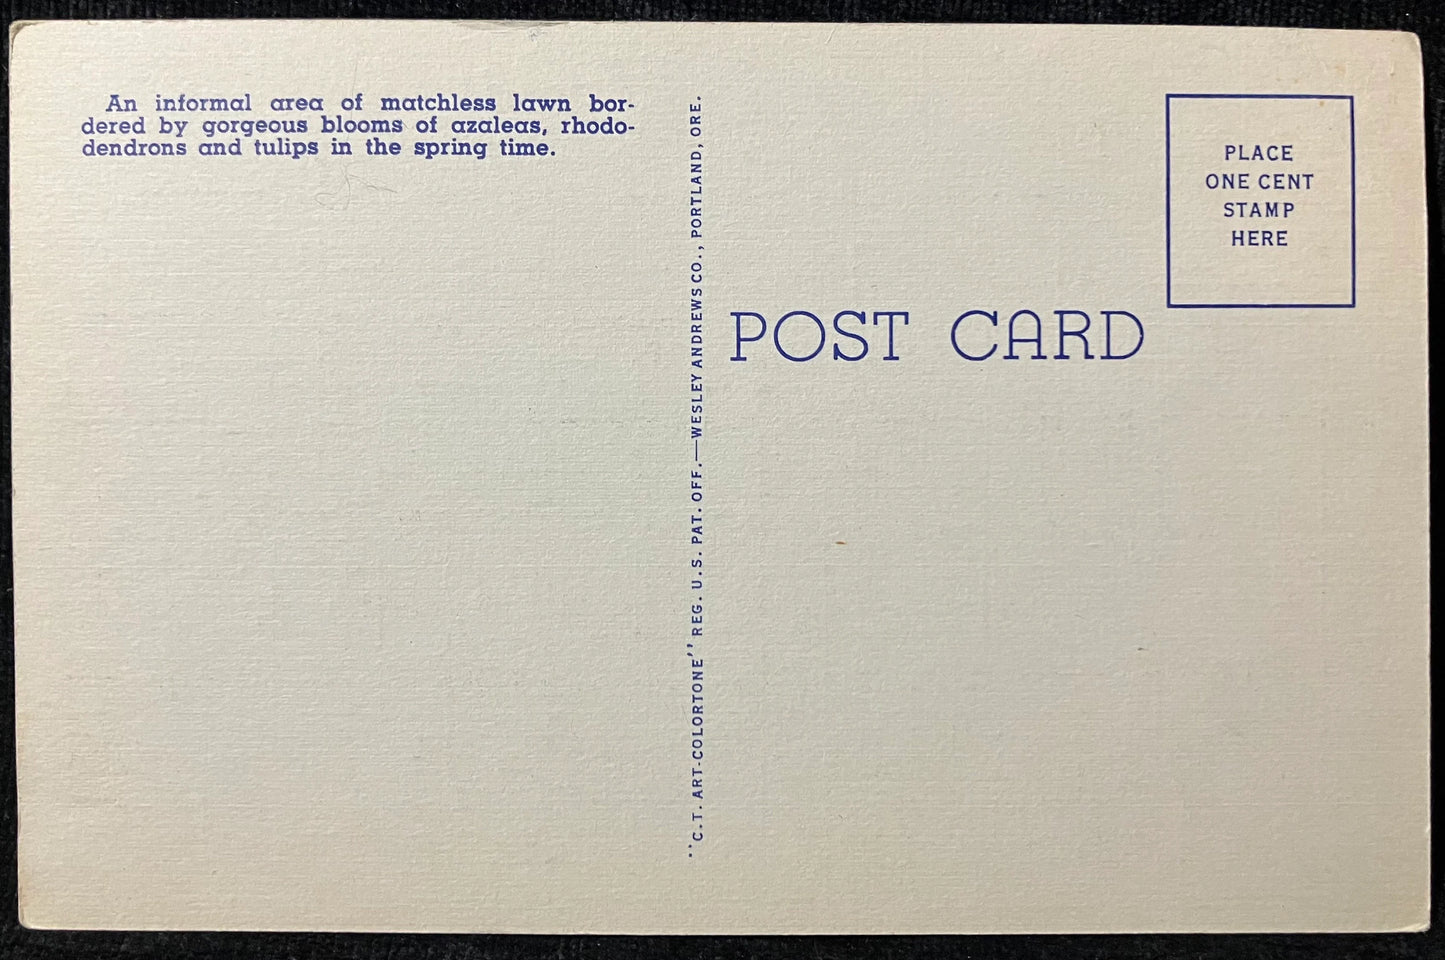 An informal area of matchless lawn bor-
dered by gorgeous blooms of azaleas, rhodo-
dendrons and tulips in the spring time.
"C.T. ART-COLORTONE" REG. U.S. PAT. OFF.—WESLEY ANDREWS CO., PORTLAND, ORE.
POST CARD
PLACE
ONE CENT
STAMP
HERE